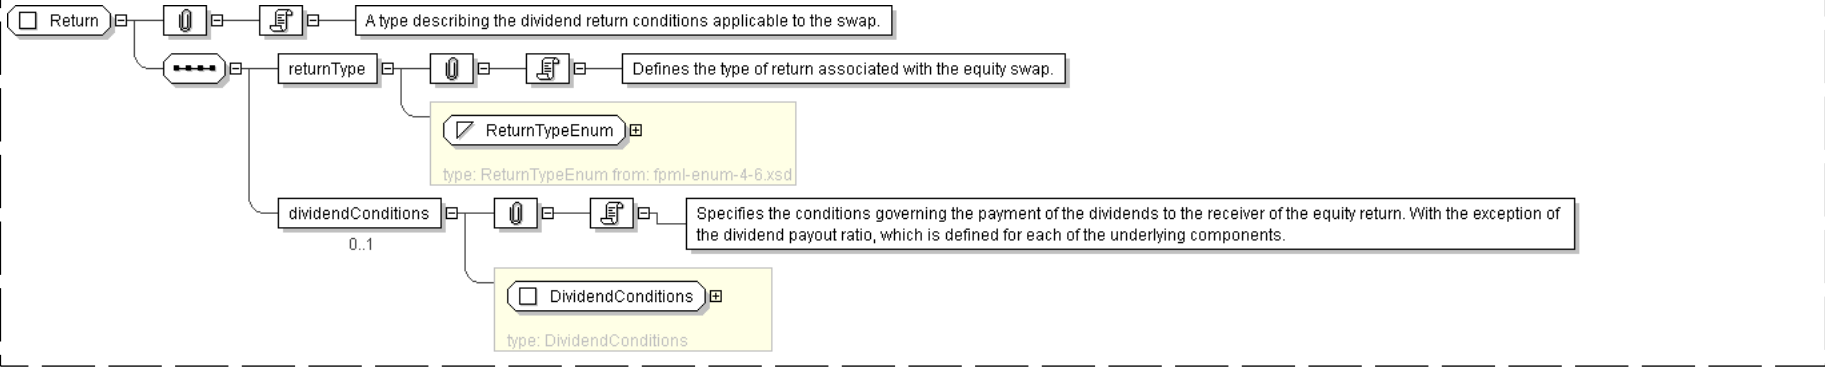 Return
A type describing the dividend return conditions applicable to the swap.
returnType
Defines the type of return associated with the equity swap.
ReturnTypeEnum
type: ReturnTypeEnum from: fpml-enum-4-6.xsd
dividendConditions
0..1
Specifies the conditions governing the payment of the dividends to the receiver of the equity return. With the exception of
the dividend payout ratio, which is defined for each of the underlying components.
DividendConditions
type: DividendConditions